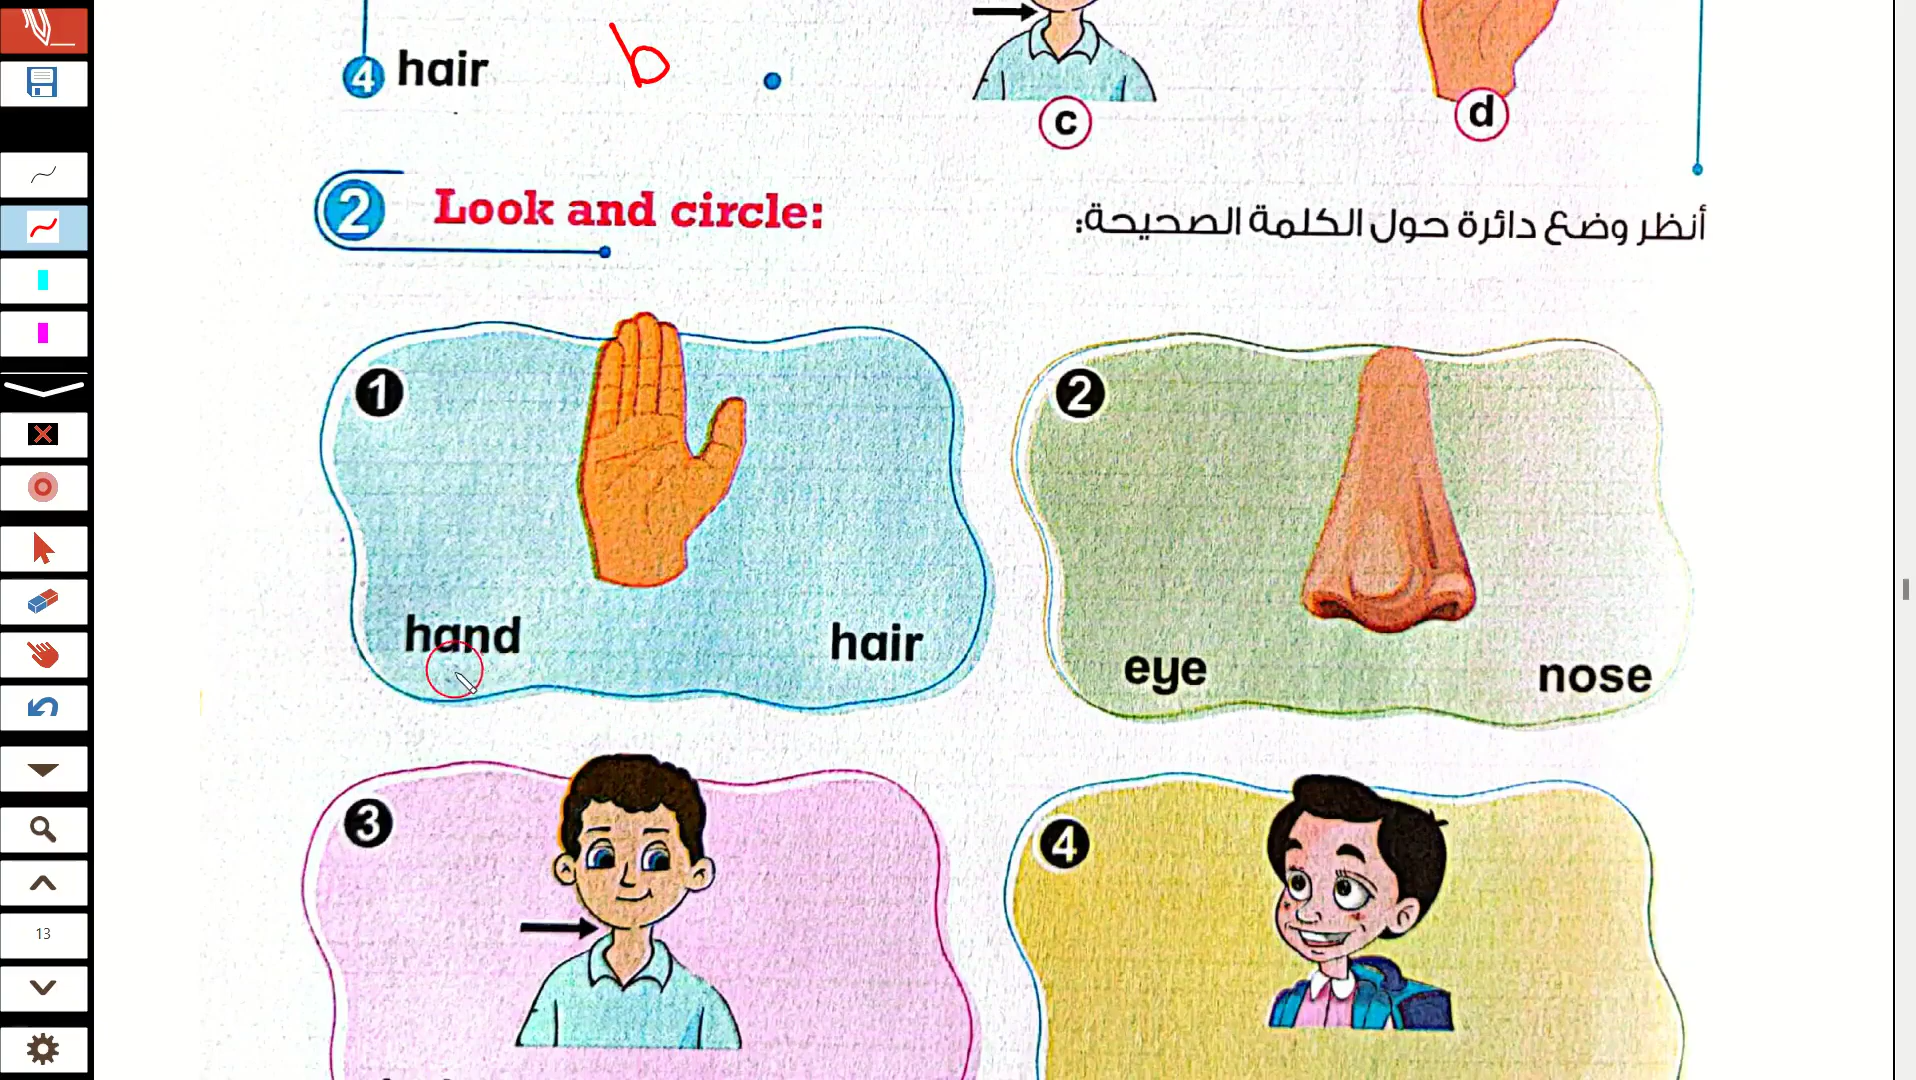 4 hair b
c
d
2 Look and circle:
أنظر وضع دائرة حول الكلمة الصحيحة:
1
hand hair
2
eye nose
3
4
13